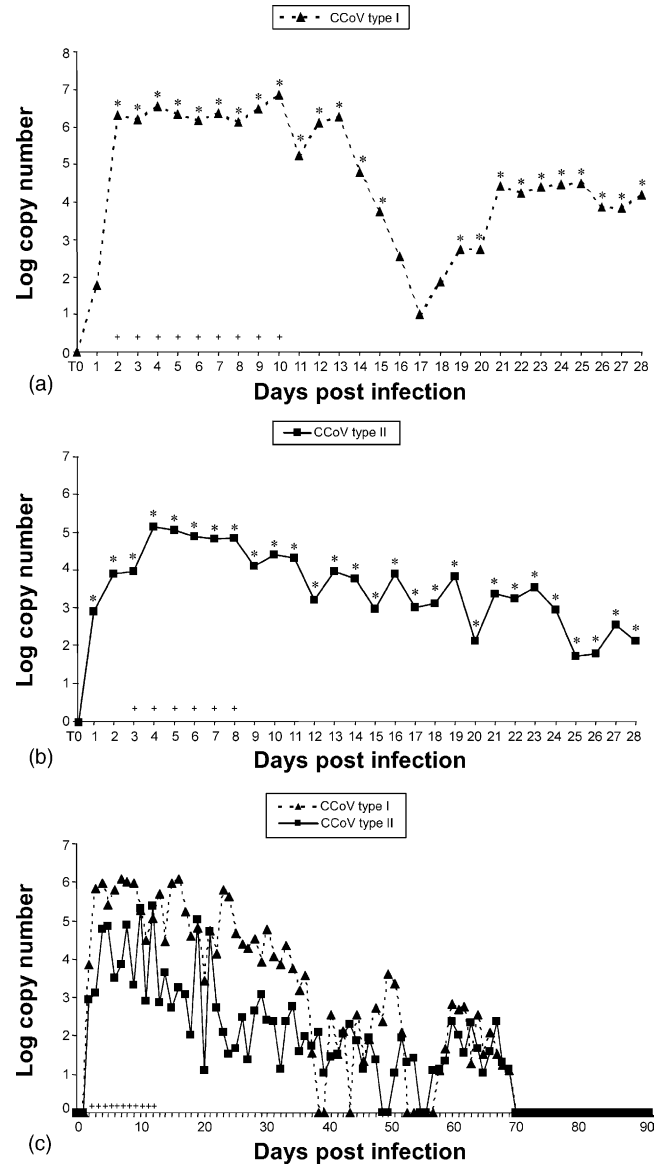 CCoV type I
Log copy number
8
7
6
5
4
3
2
1
0
* * * * * * * * * * * * * * * * * * * * * * * *
+ + + + + + + + +
T0 1 2 3 4 5 6 7 8 9 10 11 12 13 14 15 16 17 18 19 20 21 22 23 24 25 26 27 28
(a) Days post infection
CCoV type II
Log copy number
7
6
5
4
3
2
1
0
* * * * * * * * * * * * * * * * * * * * * * * * * * * *
+ + + + + +
T0 1 2 3 4 5 6 7 8 9 10 11 12 13 14 15 16 17 18 19 20 21 22 23 24 25 26 27 28
(b) Days post infection
CCoV type I
CCoV type II
Log copy number
7
6
5
4
3
2
1
0
+++++++++++
0 10 20 30 40 50 60 70 80 90
(c) Days post infection